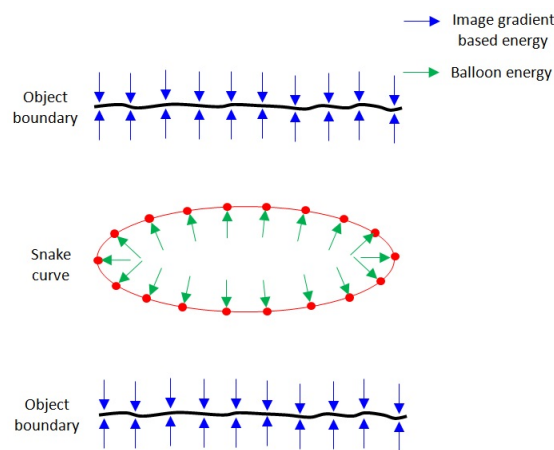 Image gradient
based energy
Balloon energy
Object
boundary
Snake
curve
Object
boundary